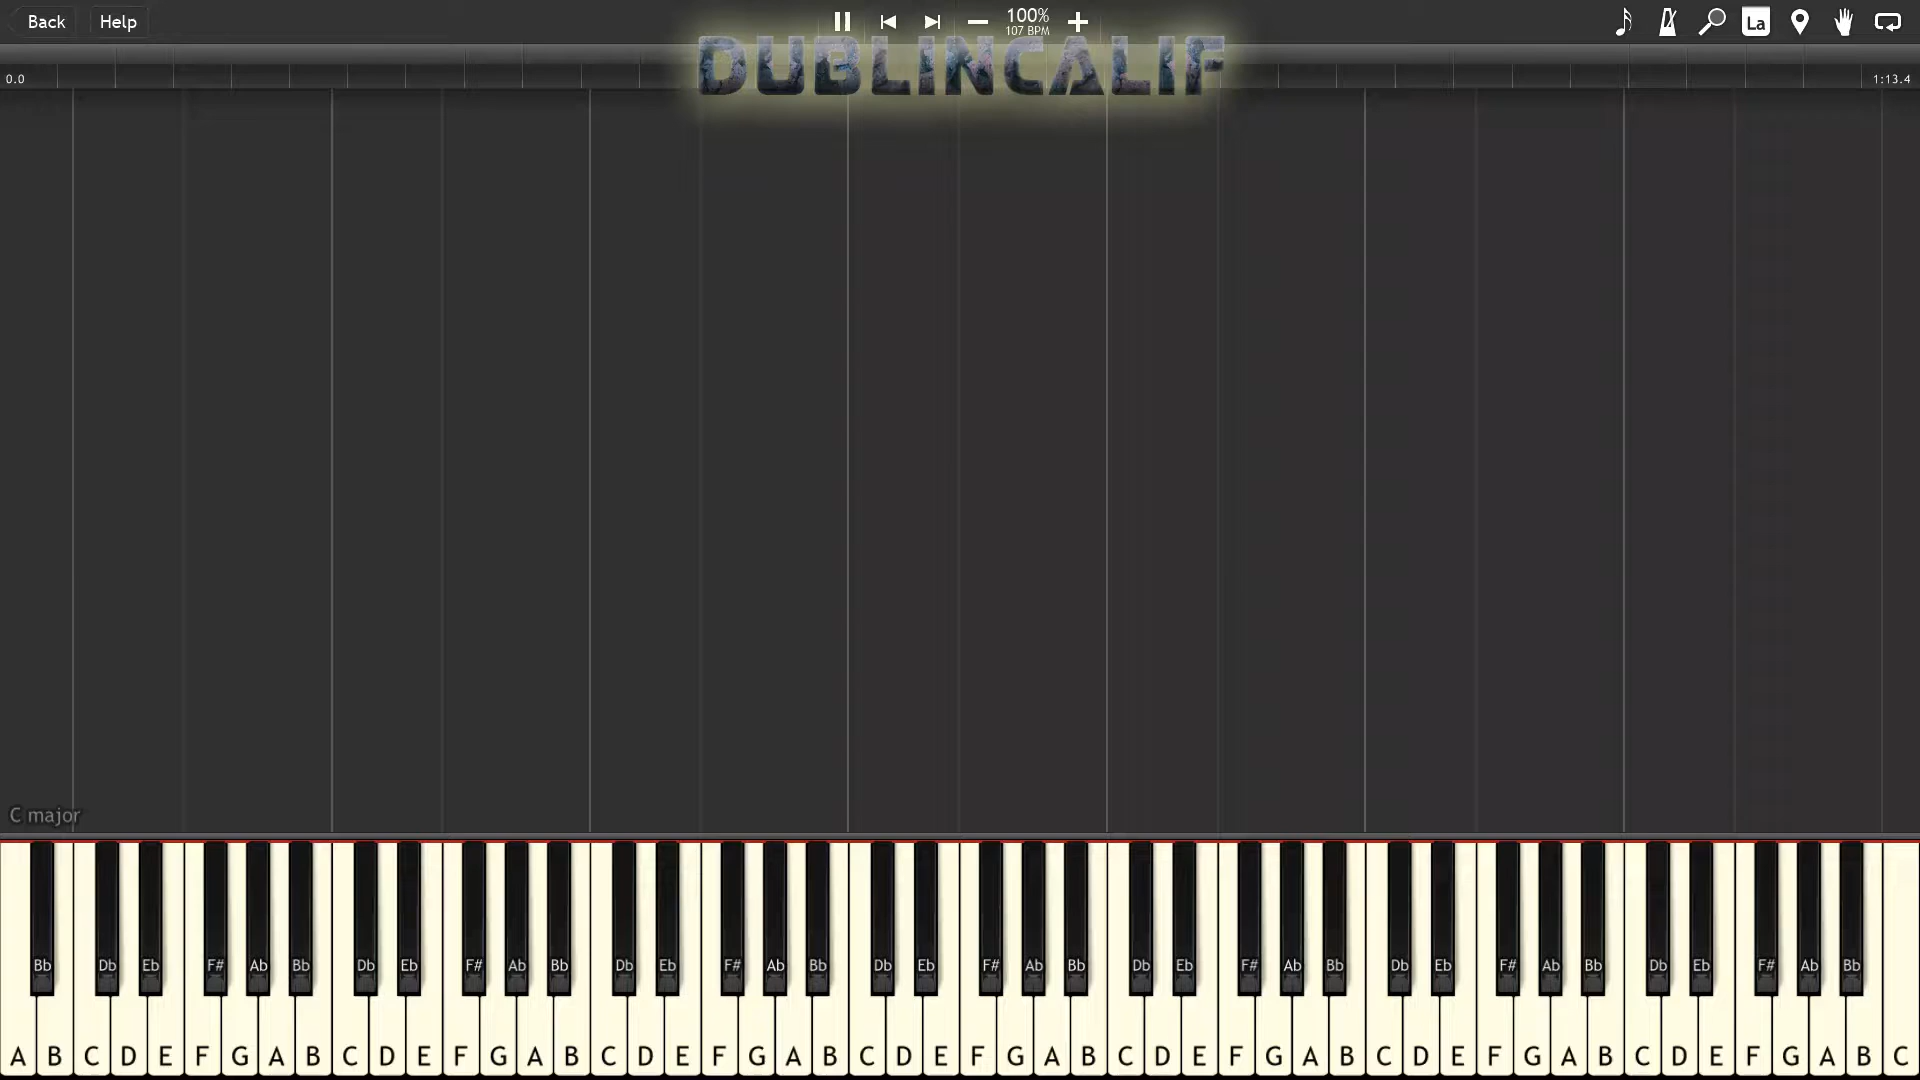 Back Help 100%
107 BPM La
DUBLINCALIF
0.0 1:13.4
C major
Bb Db Eb F# Ab Bb Db Eb F# Ab Bb Db Eb F# Ab Bb Db Eb F# Ab Bb Db Eb F# Ab Bb Db Eb F# Ab Bb Db Eb F# Ab Bb
A B C D E F G A B C D E F G A B C D E F G A B C D E F G A B C D E F G A B C D E F G A B C D E F G A B C